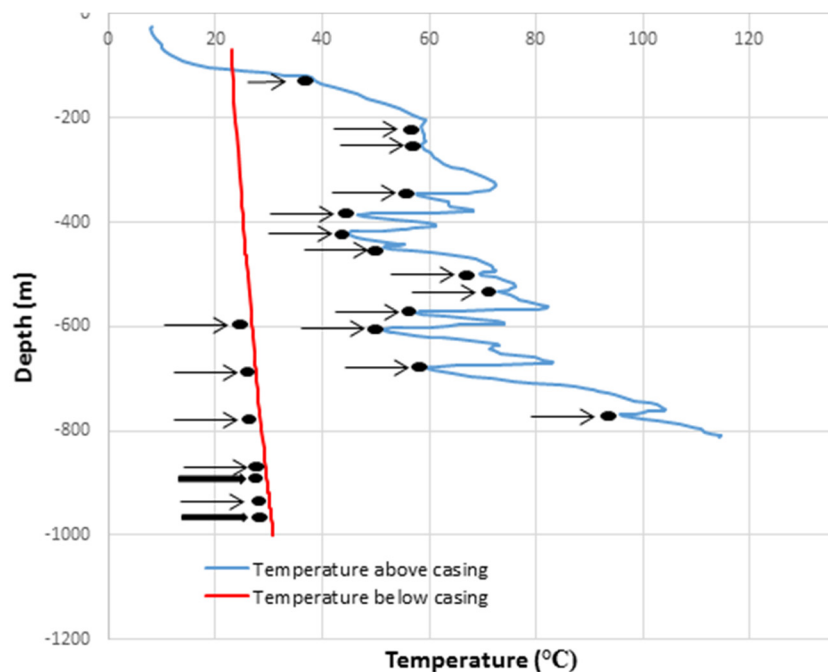 0
0 20 40 60 80 100 120
-200
-400
-600
-800
-1000
-1200
Depth (m)
Temperature above casing
Temperature below casing
Temperature (°C)